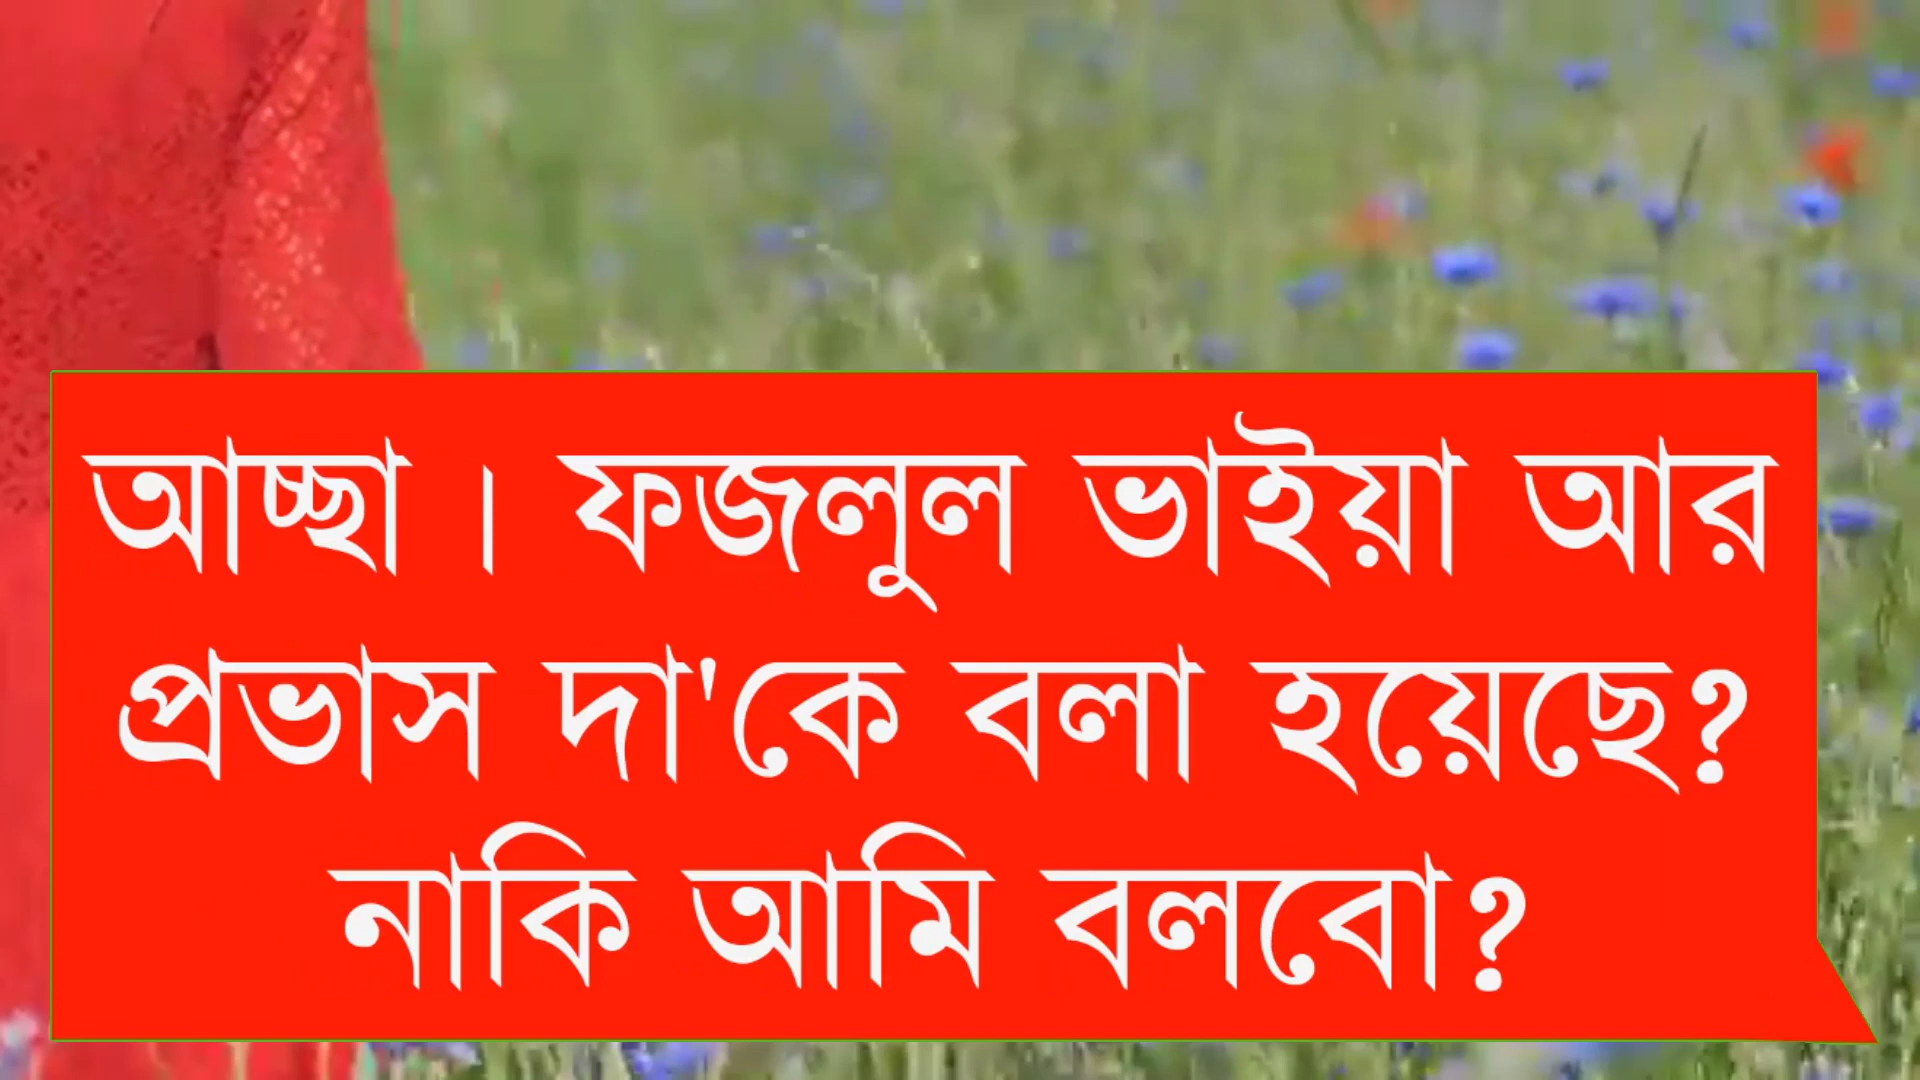 আচ্ছা । ফজলুল ভাইয়া আর
প্রভাস দা'কে বলা হয়েছে?
নাকি আমি বলবো?